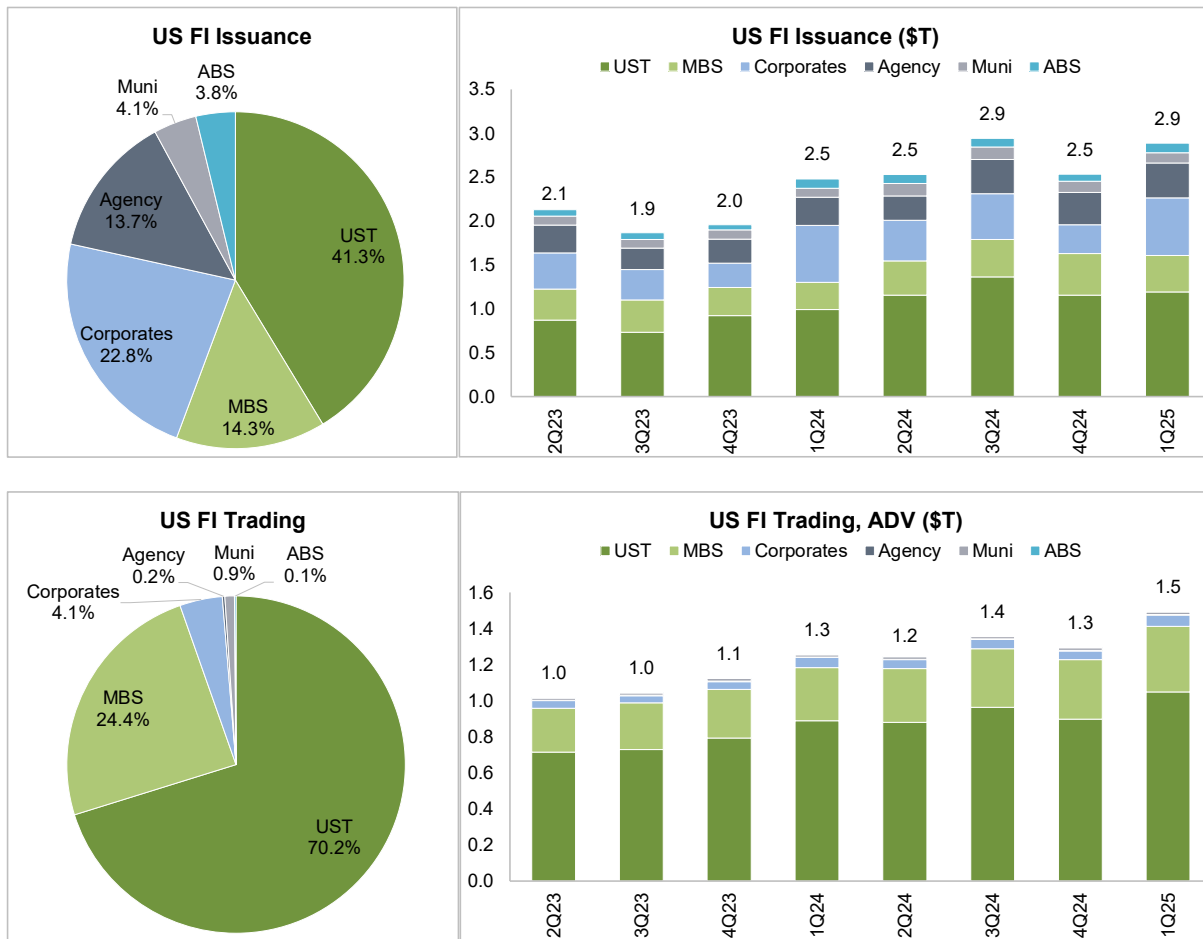 US FI Issuance
ABS
3.8%
Muni
4.1%
Agency
13.7%
UST
41.3%
Corporates
22.8%
MBS
14.3%
US FI Issuance ($T)
UST MBS Corporates Agency Muni ABS
3.5
3.0
2.5
2.0
1.5
1.0
0.5
0.0
2.1
1.9
2.0
2.5
2.5
2.9
2.5
2.9
2Q23
3Q23
4Q23
1Q24
2Q24
3Q24
4Q24
1Q25
US FI Trading
Agency
0.2%
Muni
0.9%
ABS
0.1%
Corporates
4.1%
MBS
24.4%
UST
70.2%
US FI Trading, ADV ($T)
UST MBS Corporates Agency Muni ABS
1.6
1.4
1.2
1.0
0.8
0.6
0.4
0.2
0.0
1.0
1.0
1.1
1.3
1.2
1.4
1.3
1.5
2Q23
3Q23
4Q23
1Q24
2Q24
3Q24
4Q24
1Q25